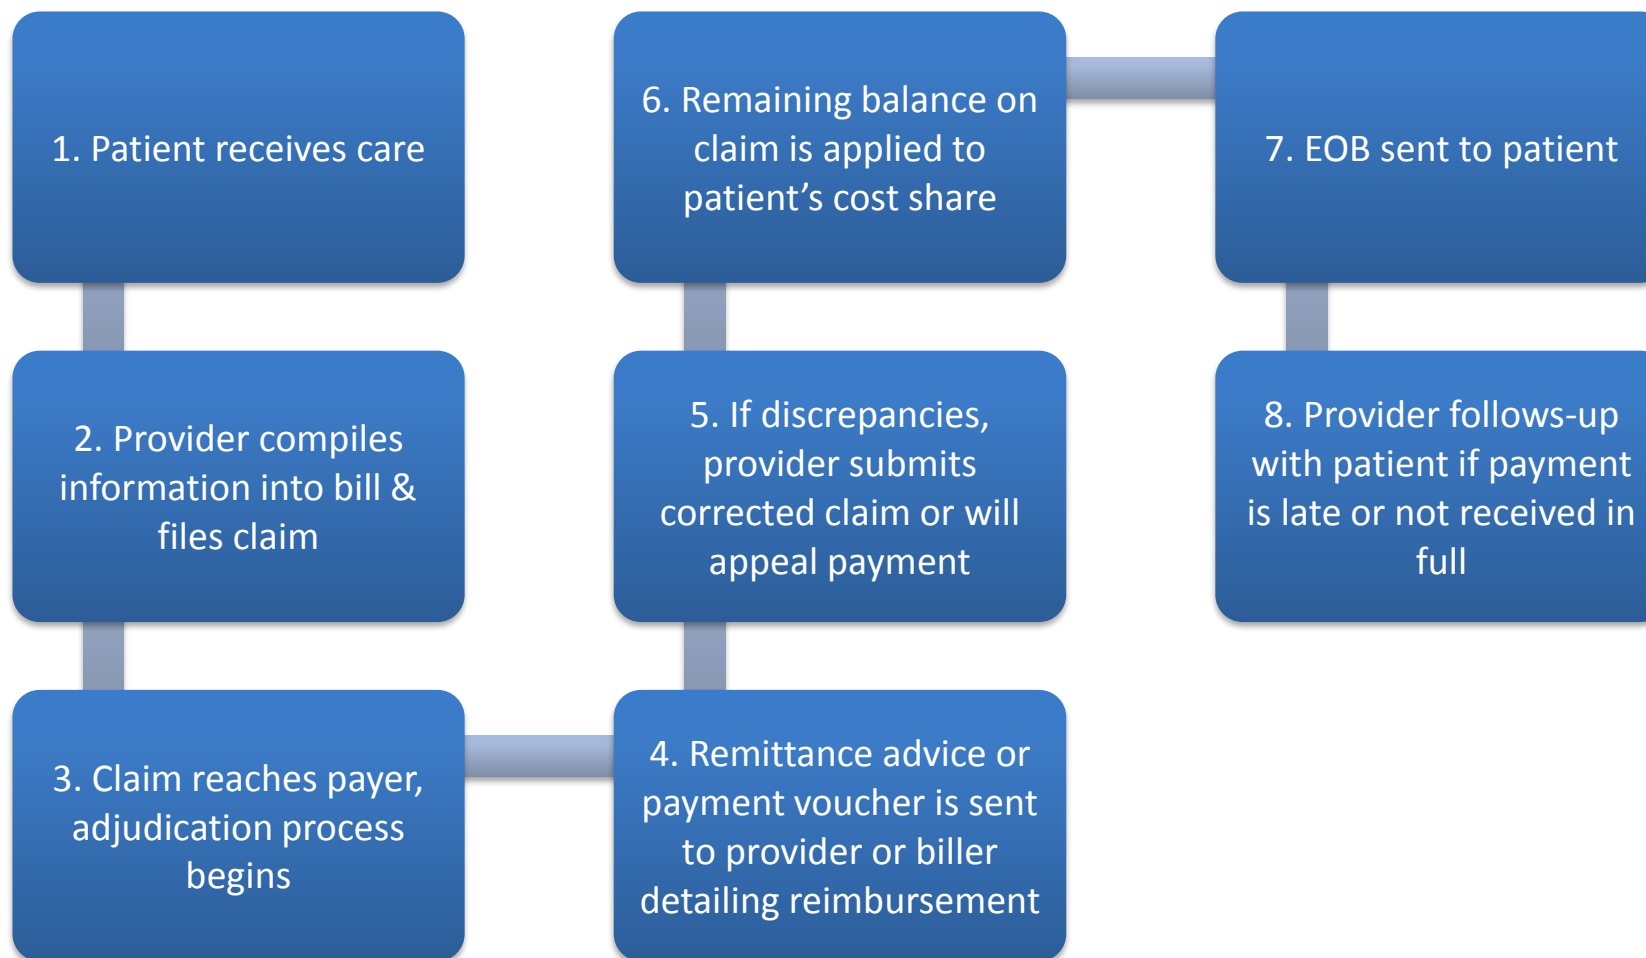 1. Patient receives care
2. Provider compiles
information into bill &
files claim
3. Claim reaches payer,
adjudication process
begins
4. Remittance advice or
payment voucher is sent
to provider or biller
detailing reimbursement
5. If discrepancies,
provider submits
corrected claim or will
appeal payment
6. Remaining balance on
claim is applied to
patient’s cost share
7. EOB sent to patient
8. Provider follows-up
with patient if payment
is late or not received in
full